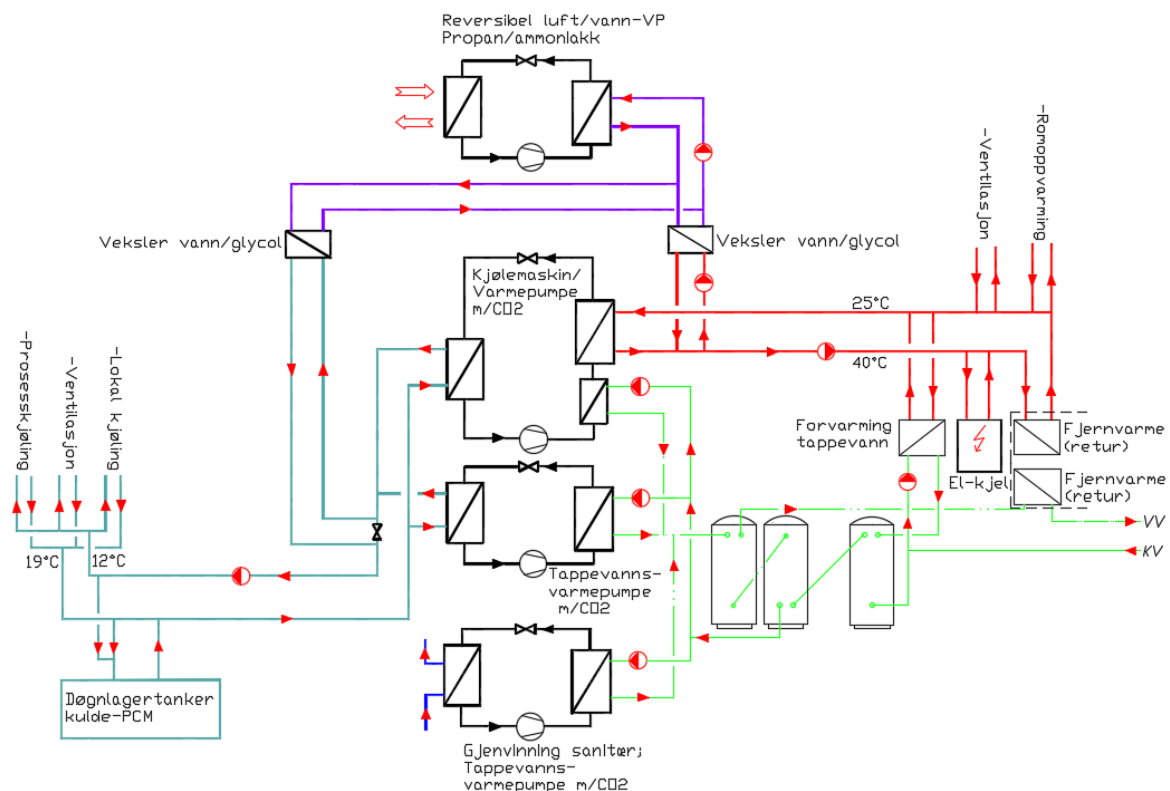 Reversibel luft/vann-VP
Propan/ammoniakk
-Ventilasjon
-Romoppvarming
Veksler vann/glycol
Veksler vann/glycol
Kjølemaskin/
Varmepumpe
m/CO2
25°C
40°C
-Prosesskjøling
-Ventilasjon
-Lokal kjøling
Forvarming
tappevann
El-kjel
Fjernvarme
(retur)
Fjernvarme
(retur)
VV
KV
19°C
12°C
Tappevanns-
varmepumpe
m/CO2
Døgnlagertanker
kulde-PCM
Gjenvinning sanitær;
Tappevanns-
varmepumpe m/CO2